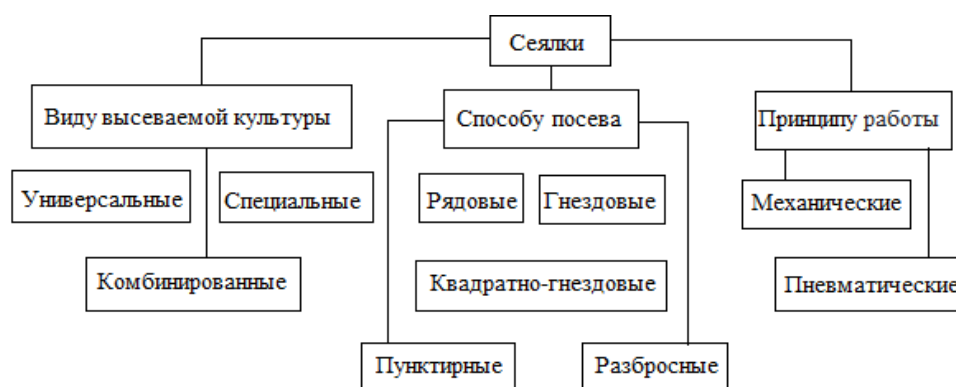 Сеялки
Виду высеваемой культуры
Способу посева
Принципу работы
Универсальные
Специальные
Рядовые
Гнездовые
Механические
Комбинированные
Квадратно-гнездовые
Пневматические
Пунктирные
Разбросные